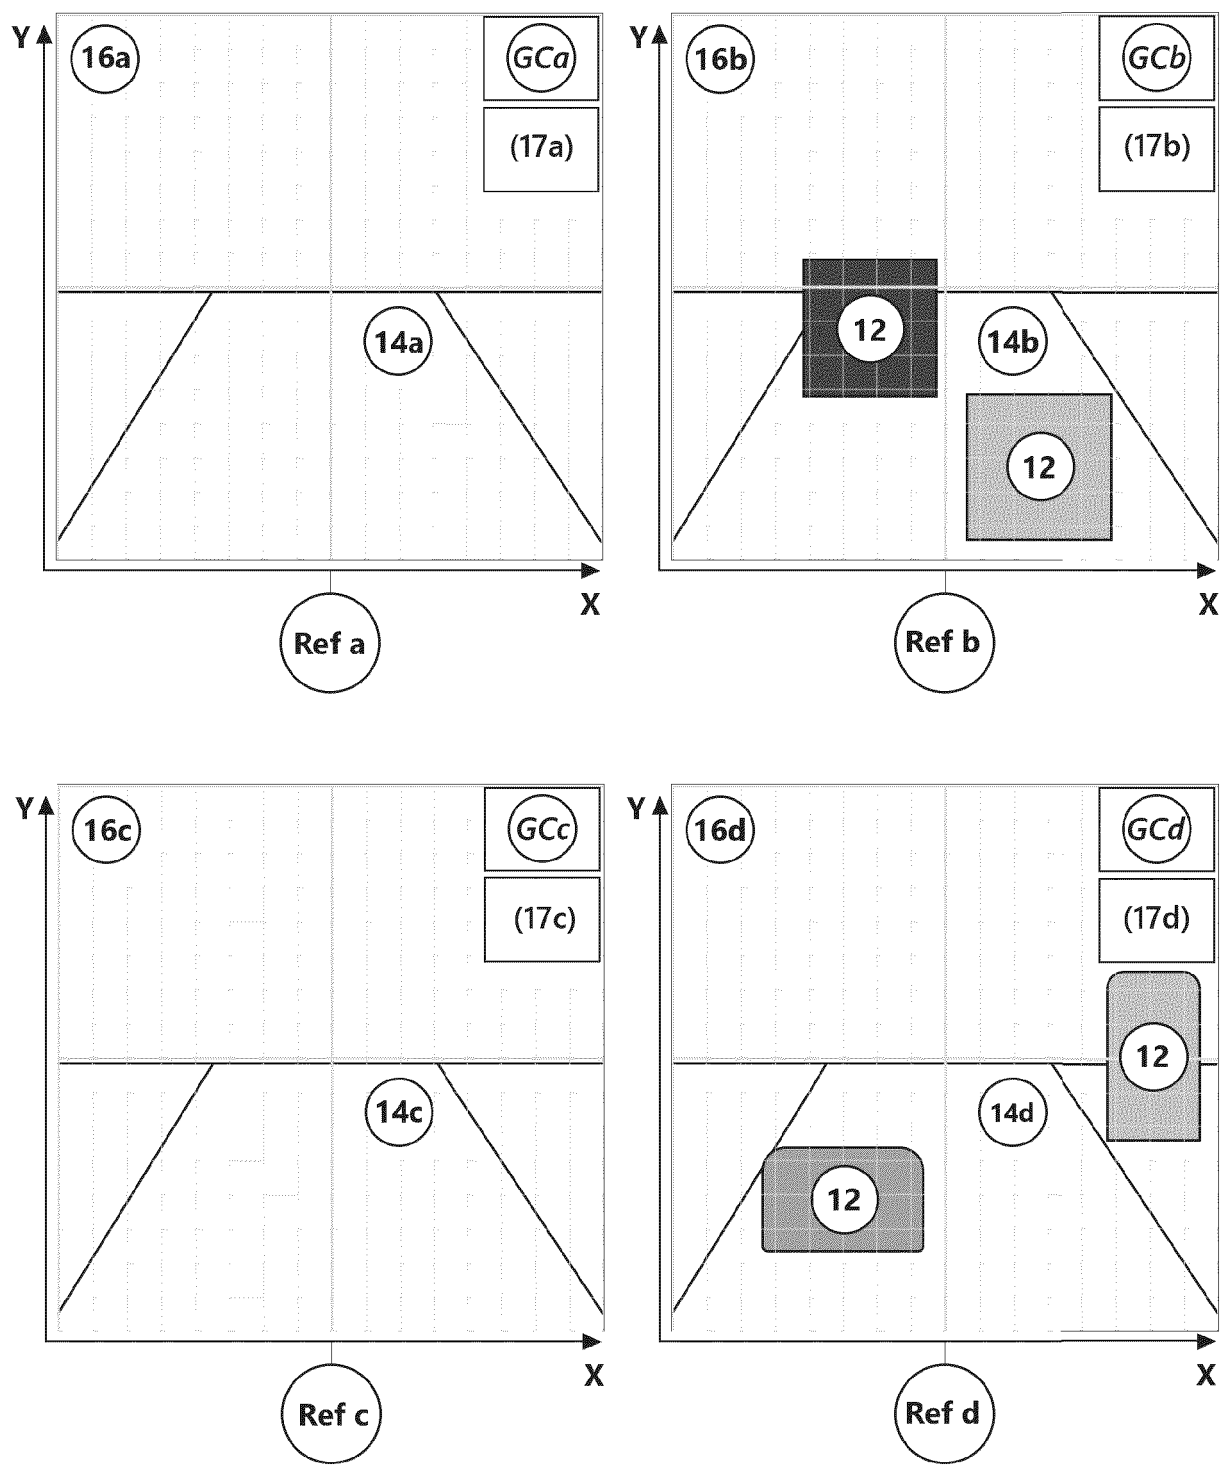 Y
16a
GCa
(17a)
14a
X
Ref a
Y
16b
GCb
(17b)
12
14b
12
X
Ref b
Y
16c
GCc
(17c)
14c
X
Ref c
Y
16d
GCd
(17d)
12
14d
12
X
Ref d